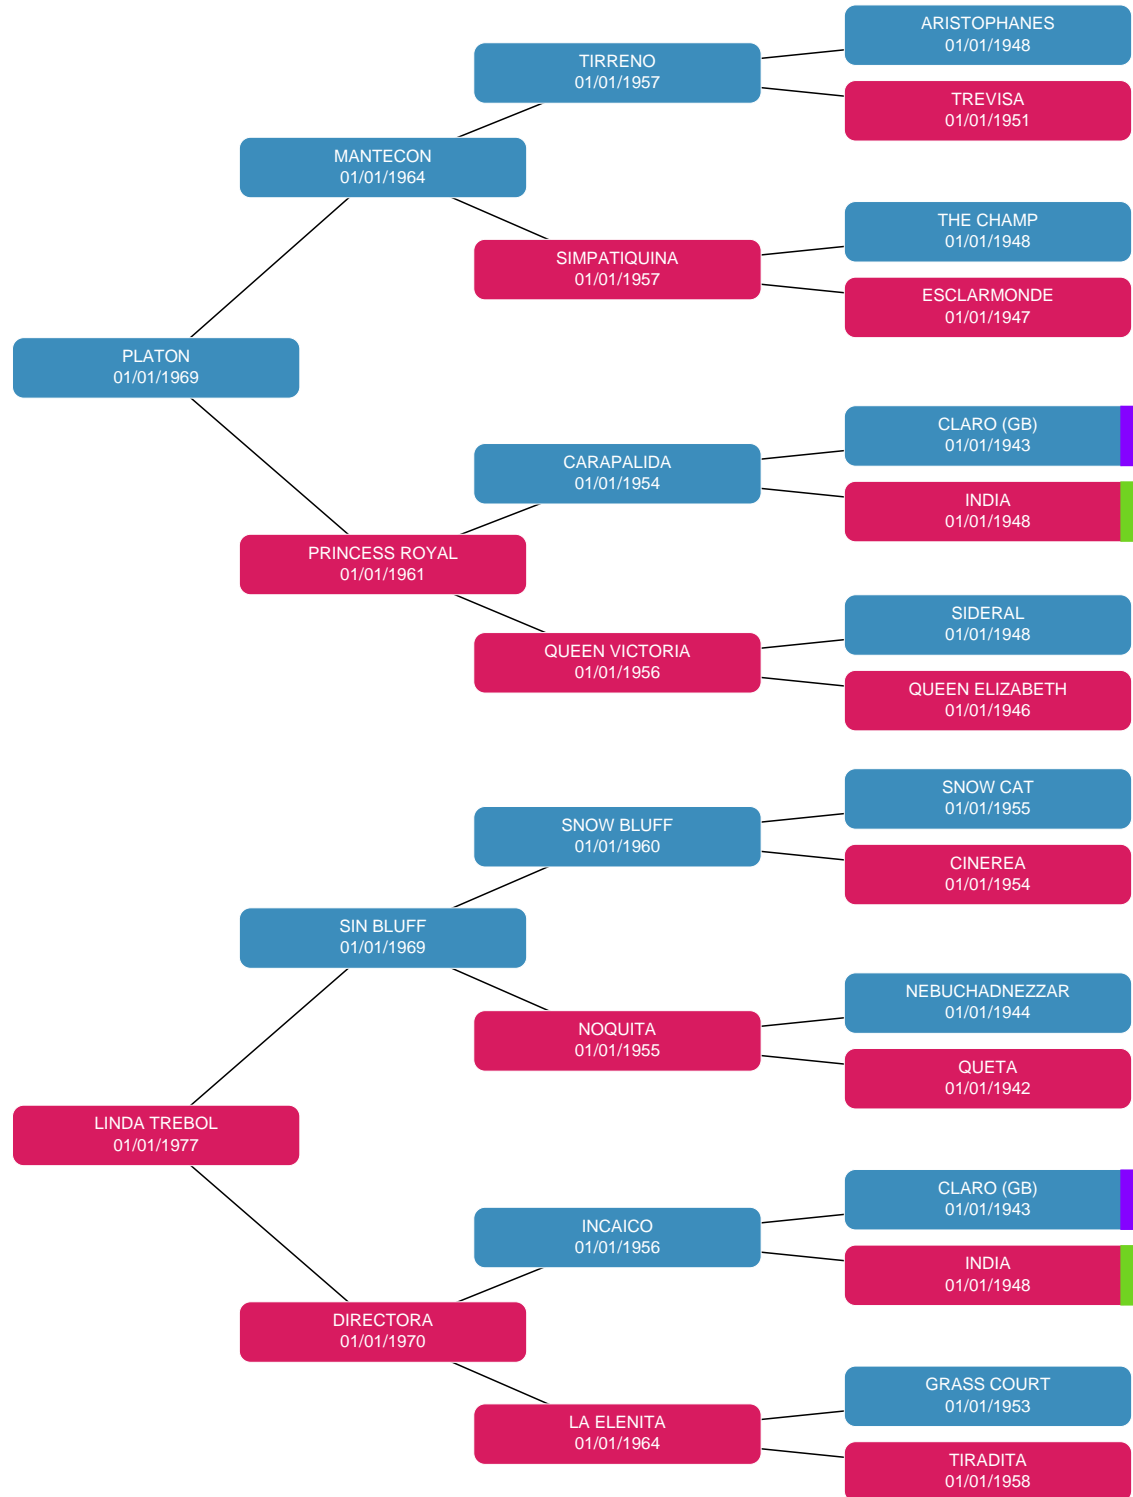 ARISTOPHANES
01/01/1948
TIRRENO
01/01/1957
TREVISA
01/01/1951
MANTECON
01/01/1964
THE CHAMP
01/01/1948
SIMPATIQUINA
01/01/1957
ESCLARMONDE
01/01/1947
PLATON
01/01/1969
CLARO (GB)
01/01/1943
CARAPALIDA
01/01/1954
INDIA
01/01/1948
PRINCESS ROYAL
01/01/1961
SIDERAL
01/01/1948
QUEEN VICTORIA
01/01/1956
QUEEN ELIZABETH
01/01/1946
SNOW CAT
01/01/1955
SNOW BLUFF
01/01/1960
CINEREA
01/01/1954
SIN BLUFF
01/01/1969
NEBUCHADNEZZAR
01/01/1944
NOQUITA
01/01/1955
QUETA
01/01/1942
LINDA TREBOL
01/01/1977
CLARO (GB)
01/01/1943
INCAICO
01/01/1956
INDIA
01/01/1948
DIRECTORA
01/01/1970
GRASS COURT
01/01/1953
LA ELENITA
01/01/1964
TIRADITA
01/01/1958